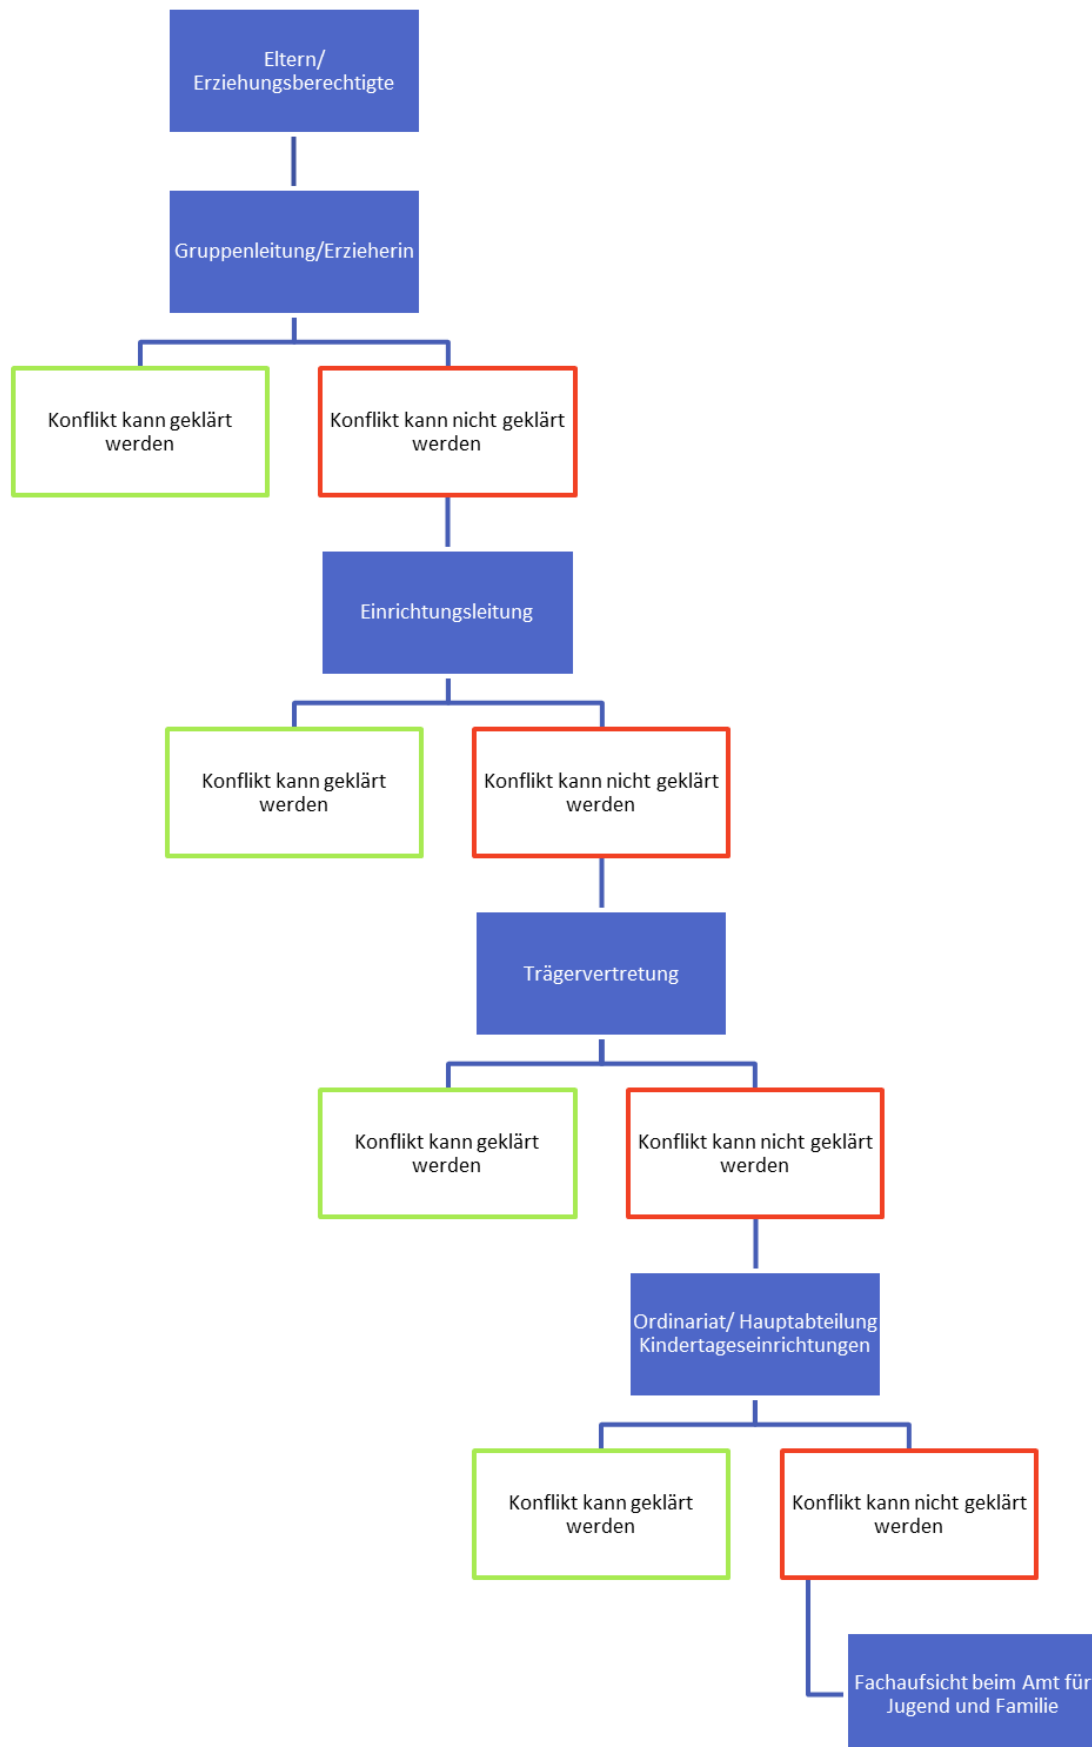 Eltern/
Erziehungsberechtigte
Gruppenleitung/Erzieherin
Konflikt kann geklärt
werden
Konflikt kann nicht geklärt
werden
Einrichtungsleitung
Konflikt kann geklärt
werden
Konflikt kann nicht geklärt
werden
Trägervertretung
Konflikt kann geklärt
werden
Konflikt kann nicht geklärt
werden
Ordinariat/ Hauptabteilung
Kindertageseinrichtungen
Konflikt kann geklärt
werden
Konflikt kann nicht geklärt
werden
Fachaufsicht beim Amt für
Jugend und Familie